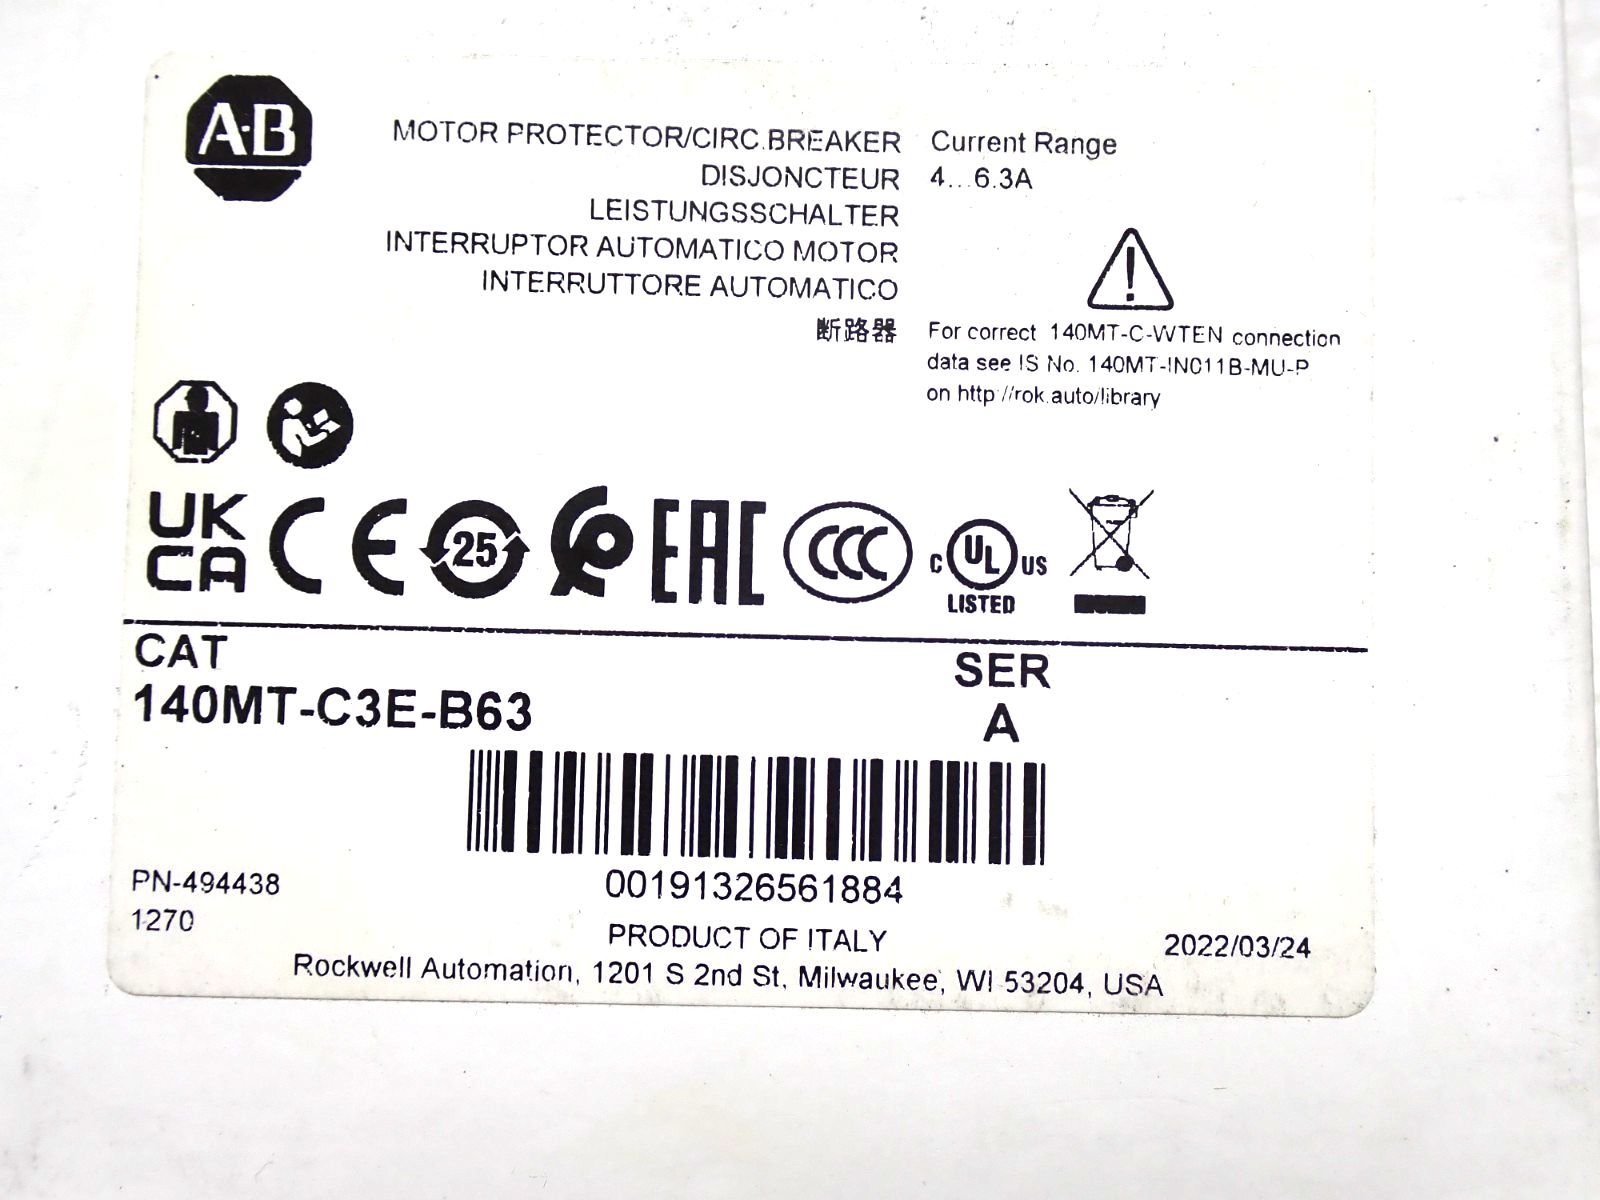 A-B
MOTOR PROTECTOR/CIRC.BREAKER
DISJONCTEUR
LEISTUNGSSCHALTER
INTERRUPTOR AUTOMATICO MOTOR
INTERRUTTORE AUTOMATICO
断路器
Current Range
4...6.3A
For correct 140MT-C-WTEN connection
data see IS No. 140MT-IN011B-MU-P
on http://rok.auto/library
UK
CA
CE
25
EAC
CCC
C UL US
LISTED
CAT
140MT-C3E-B63
SER
A
00191326561884
PN-494438
1270
PRODUCT OF ITALY
2022/03/24
Rockwell Automation, 1201 S 2nd St, Milwaukee, WI 53204, USA